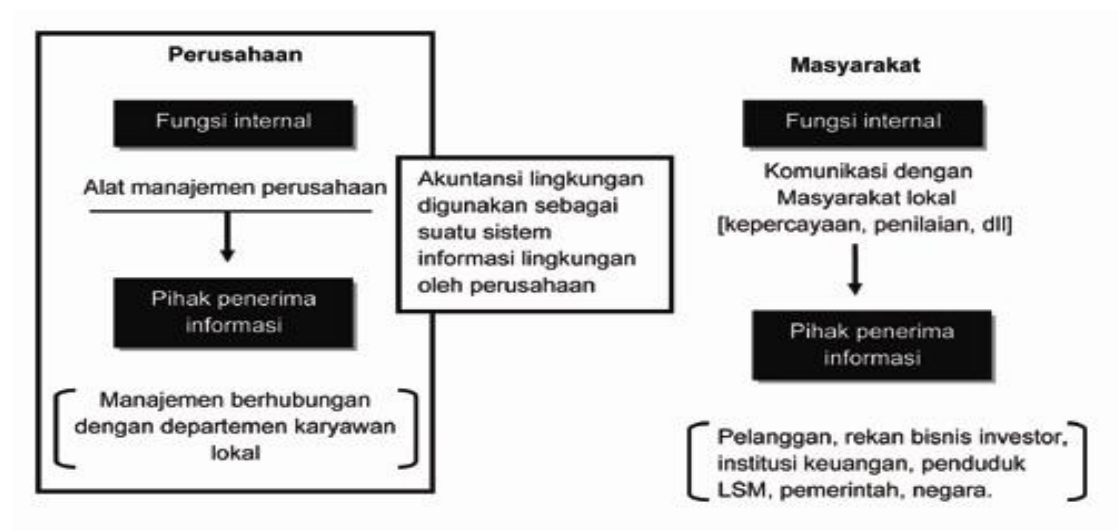 Perusahaan
Fungsi internal
Alat manajemen perusahaan
Pihak penerima
informasi
Manajemen berhubungan
dengan departemen karyawan
lokal
Akuntansi lingkungan
digunakan sebagai
suatu sistem
informasi lingkungan
oleh perusahaan
Masyarakat
Fungsi internal
Komunikasi dengan
Masyarakat lokal
[kepercayaan, penilaian, dll]
Pihak penerima
informasi
Pelanggan, rekan bisnis investor,
institusi keuangan, penduduk
LSM, pemerintah, negara.